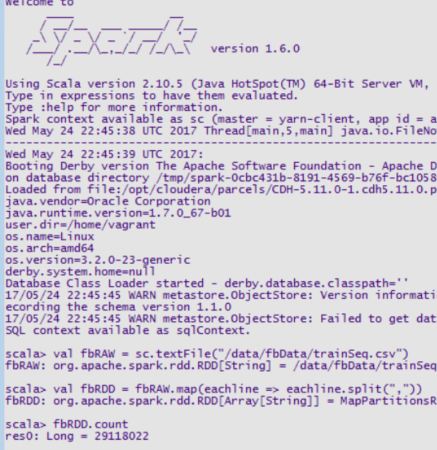 Welcome to
version 1.6.0
Using Scala version 2.10.5 (Java HotSpot(TM) 64-Bit Server VM,
Type in expressions to have them evaluated.
Type :help for more information.
Spark context available as sc (master = yarn-client, app id = a
Wed May 24 22:45:38 UTC 2017 Thread[main,5,main] java.io.FileNo
----------------------------------------------------------------
Wed May 24 22:45:39 UTC 2017:
Booting Derby version The Apache Software Foundation - Apache D
on database directory /tmp/spark-0cbc431b-8191-4569-b76f-bc1058
Loaded from file:/opt/cloudera/parcels/CDH-5.11.0-1.cdh5.11.0.p
java.vendor=Oracle Corporation
java.runtime.version=1.7.0_67-b01
user.dir=/home/vagrant
os.name=Linux
os.arch=amd64
os.version=3.2.0-23-generic
derby.system.home=null
Database Class Loader started - derby.database.classpath=''
17/05/24 22:45:45 WARN metastore.ObjectStore: Version informati
ecording the schema version 1.1.0
17/05/24 22:45:45 WARN metastore.ObjectStore: Failed to get dat
SQL context available as sqlContext.
scala> val fbRAW = sc.textFile("/data/fbData/trainSeq.csv")
fbRAW: org.apache.spark.rdd.RDD[String] = /data/fbData/trainSeq
scala> val fbRDD = fbRAW.map(eachline => eachline.split(","))
fbRDD: org.apache.spark.rdd.RDD[Array[String]] = MapPartitionsR
scala> fbRDD.count
res0: Long = 29118022